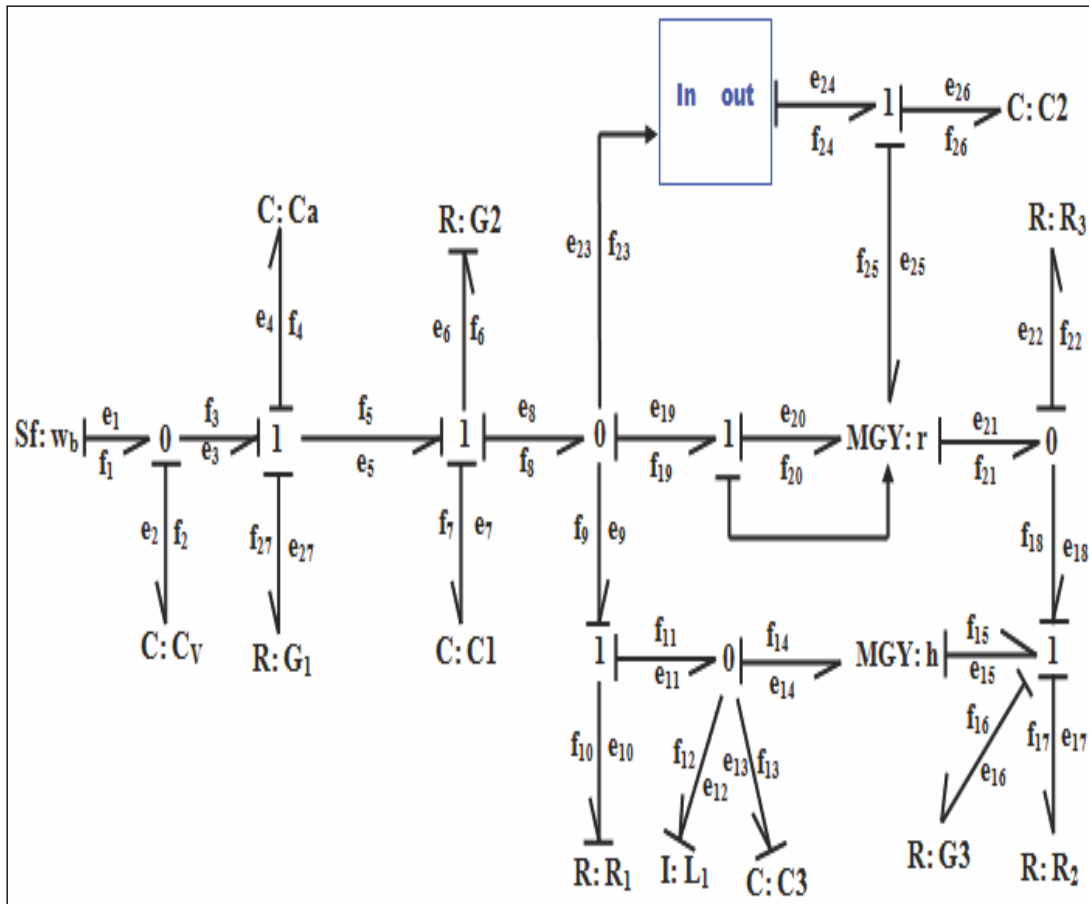 In out
e24
f24
1
e26
f26
C: C2
C: Ca
R: G2
R: R3
e23
f23
f25
e25
e4
f4
e6
f6
e22
f22
Sf: wb
e1
f1
0
f3
e3
1
f5
e5
1
e8
f8
0
e19
f19
1
e20
f20
MGY: r
e21
f21
0
e2
f2
f27
e27
f7
e7
f9
e9
f18
e18
C: CV
R: G1
C: C1
1
f11
e11
0
f14
e14
MGY: h
f15
e15
1
f10
e10
f12
e12
e13
f13
f16
e16
f17
e17
R: R1
I: L1
C: C3
R: G3
R: R2